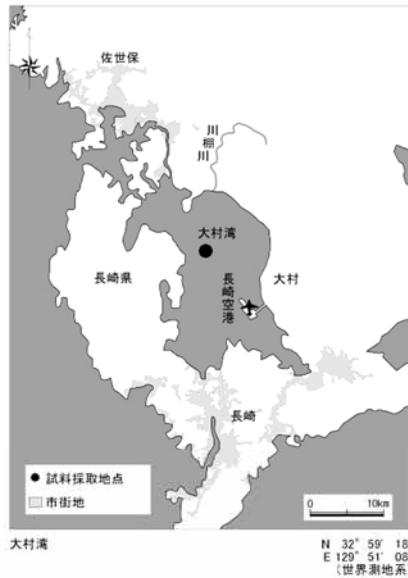 佐世保
川棚川
大村湾
長崎県
長崎空港
大村
長崎
試料採取地点
市街地
0 10km
大村湾
N 32° 59′ 18
E 129° 51′ 08
(世界測地系